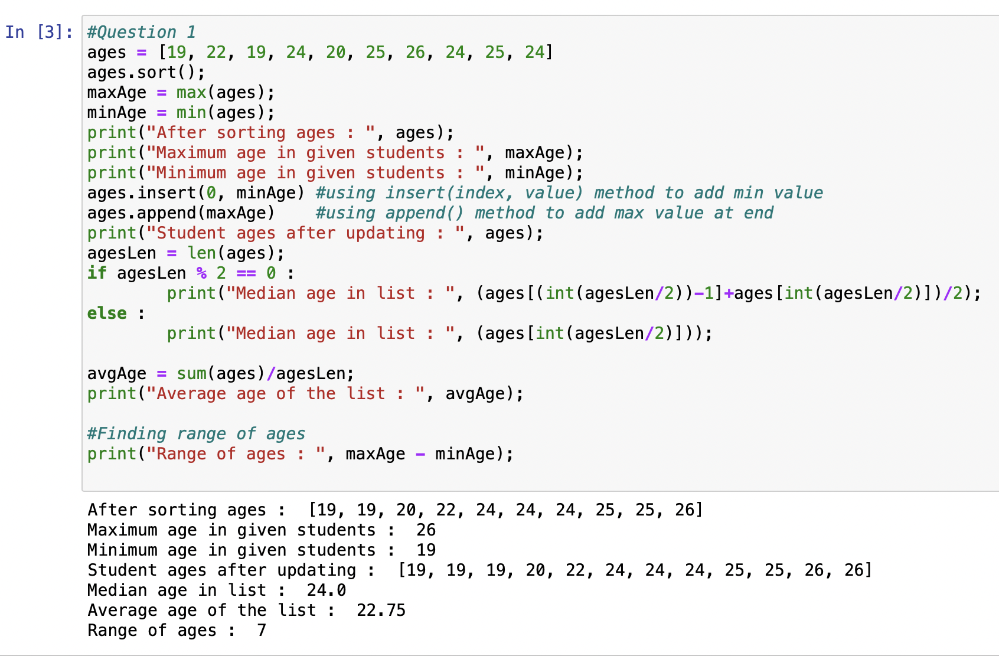 In [3]:
#Question 1
ages = [19, 22, 19, 24, 20, 25, 26, 24, 25, 24]
ages.sort();
maxAge = max(ages);
minAge = min(ages);
print("After sorting ages : ", ages);
print("Maximum age in given students : ", maxAge);
print("Minimum age in given students : ", minAge);
ages.insert(0, minAge) #using insert(index, value) method to add min value
ages.append(maxAge)    #using append() method to add max value at end
print("Student ages after updating : ", ages);
agesLen = len(ages);
if agesLen % 2 == 0 :
        print("Median age in list : ", (ages[(int(agesLen/2))-1]+ages[int(agesLen/2)])/2);
else :
        print("Median age in list : ", (ages[int(agesLen/2)]));

avgAge = sum(ages)/agesLen;
print("Average age of the list : ", avgAge);

#Finding range of ages
print("Range of ages : ", maxAge - minAge);

After sorting ages :  [19, 19, 20, 22, 24, 24, 24, 25, 25, 26]
Maximum age in given students :  26
Minimum age in given students :  19
Student ages after updating :  [19, 19, 19, 20, 22, 24, 24, 24, 25, 25, 26, 26]
Median age in list :  24.0
Average age of the list :  22.75
Range of ages :  7